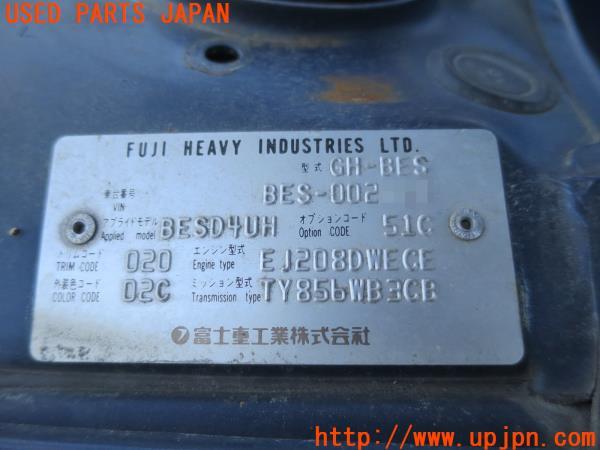 USED PARTS JAPAN
FUJI HEAVY INDUSTRIES LTD.
型式 GH-BES
車台番号 VIN BES-002
アプライドモデル Applied model BESD4UH オプションコード Option CODE 51C
トリムコード TRIM CODE 020 エンジン型式 Engine type EJ208DWECE
外装色コード COLOR CODE 02C ミッション型式 Transmission type TY856WB3CB
富士重工業株式会社
http://www.upjpn.com/